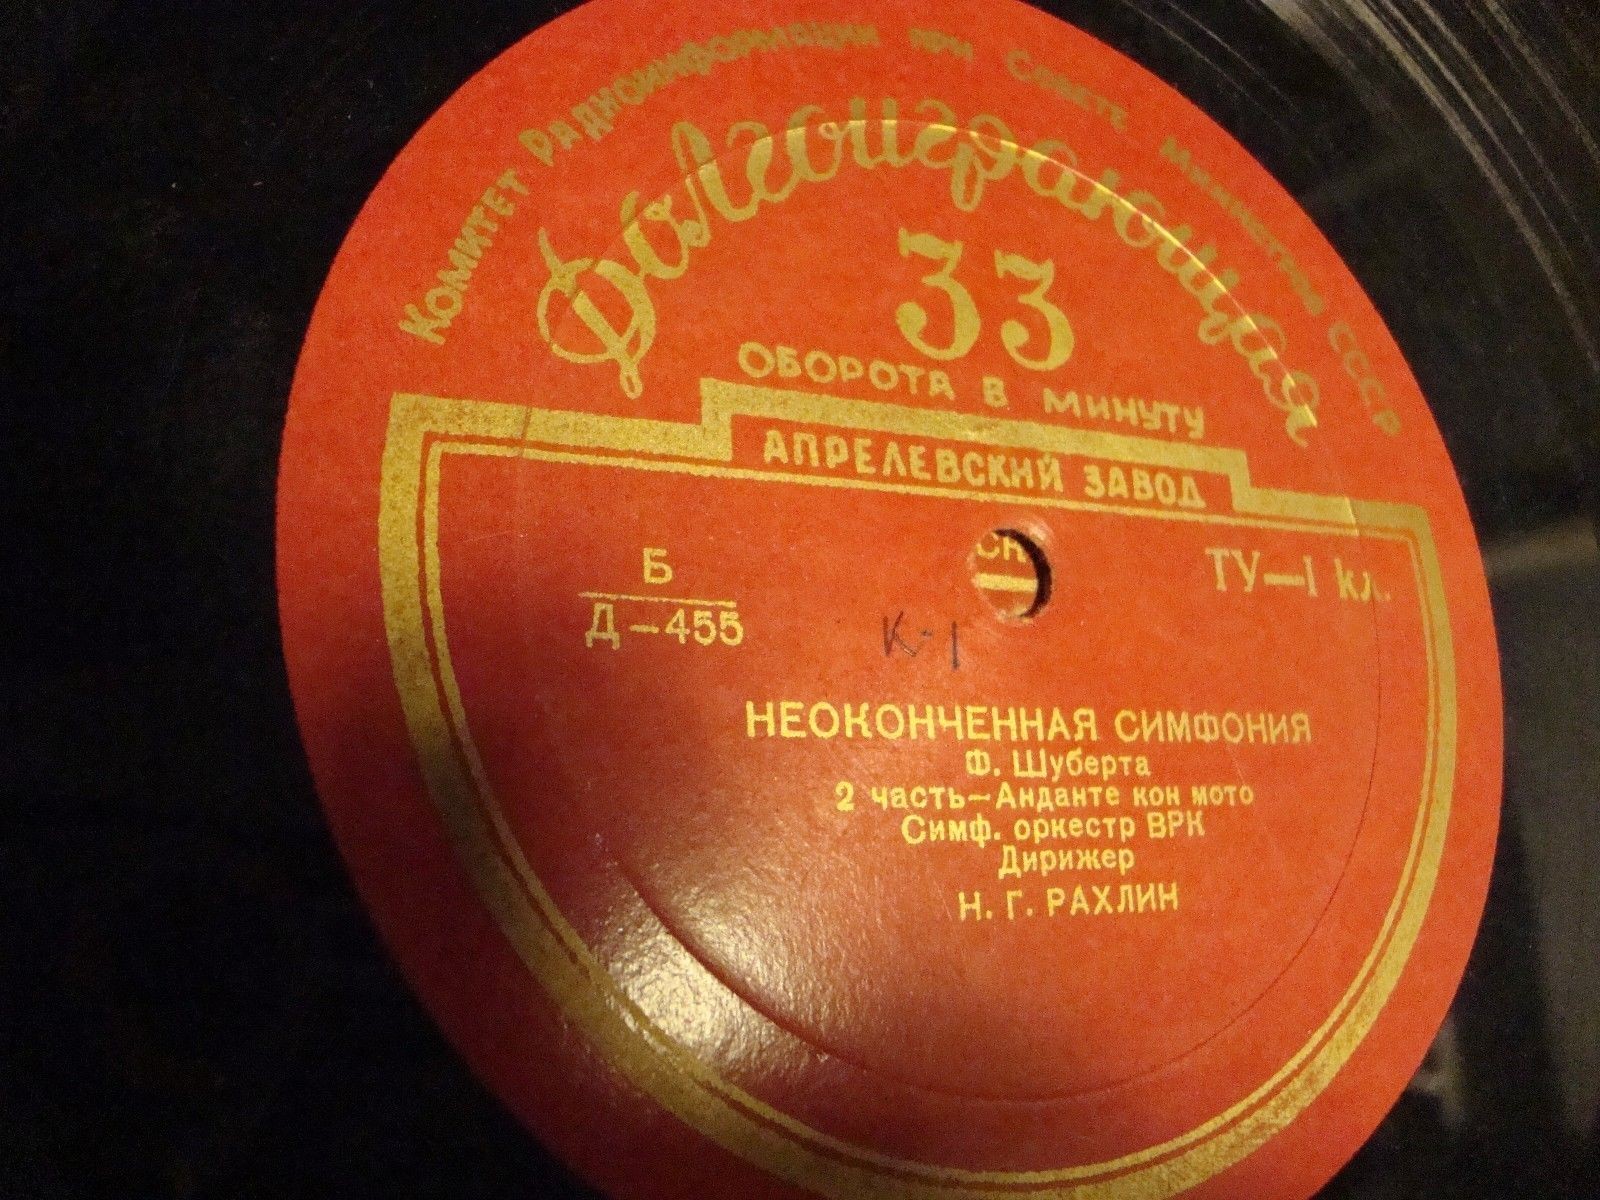 Комитет Радиоинформации при Совете Министров СССР
Долгоиграющая
33
ОБОРОТА В МИНУТУ
АПРЕЛЕВСКИЙ ЗАВОД
Б
Д-455
ТУ-1 кл.
К-1
НЕОКОНЧЕННАЯ СИМФОНИЯ
Ф. Шуберта
2 часть-Анданте кон мото
Симф. оркестр ВРК
Дирижер
Н. Г. РАХЛИН